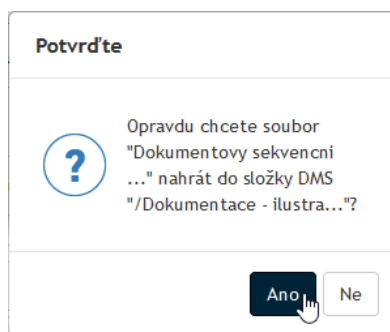 Potvrďte
?
Opravdu chcete soubor
"Dokumentovy sekvencni
..." nahrát do složky DMS
"/Dokumentace - ilustra..."?
Ano
Ne